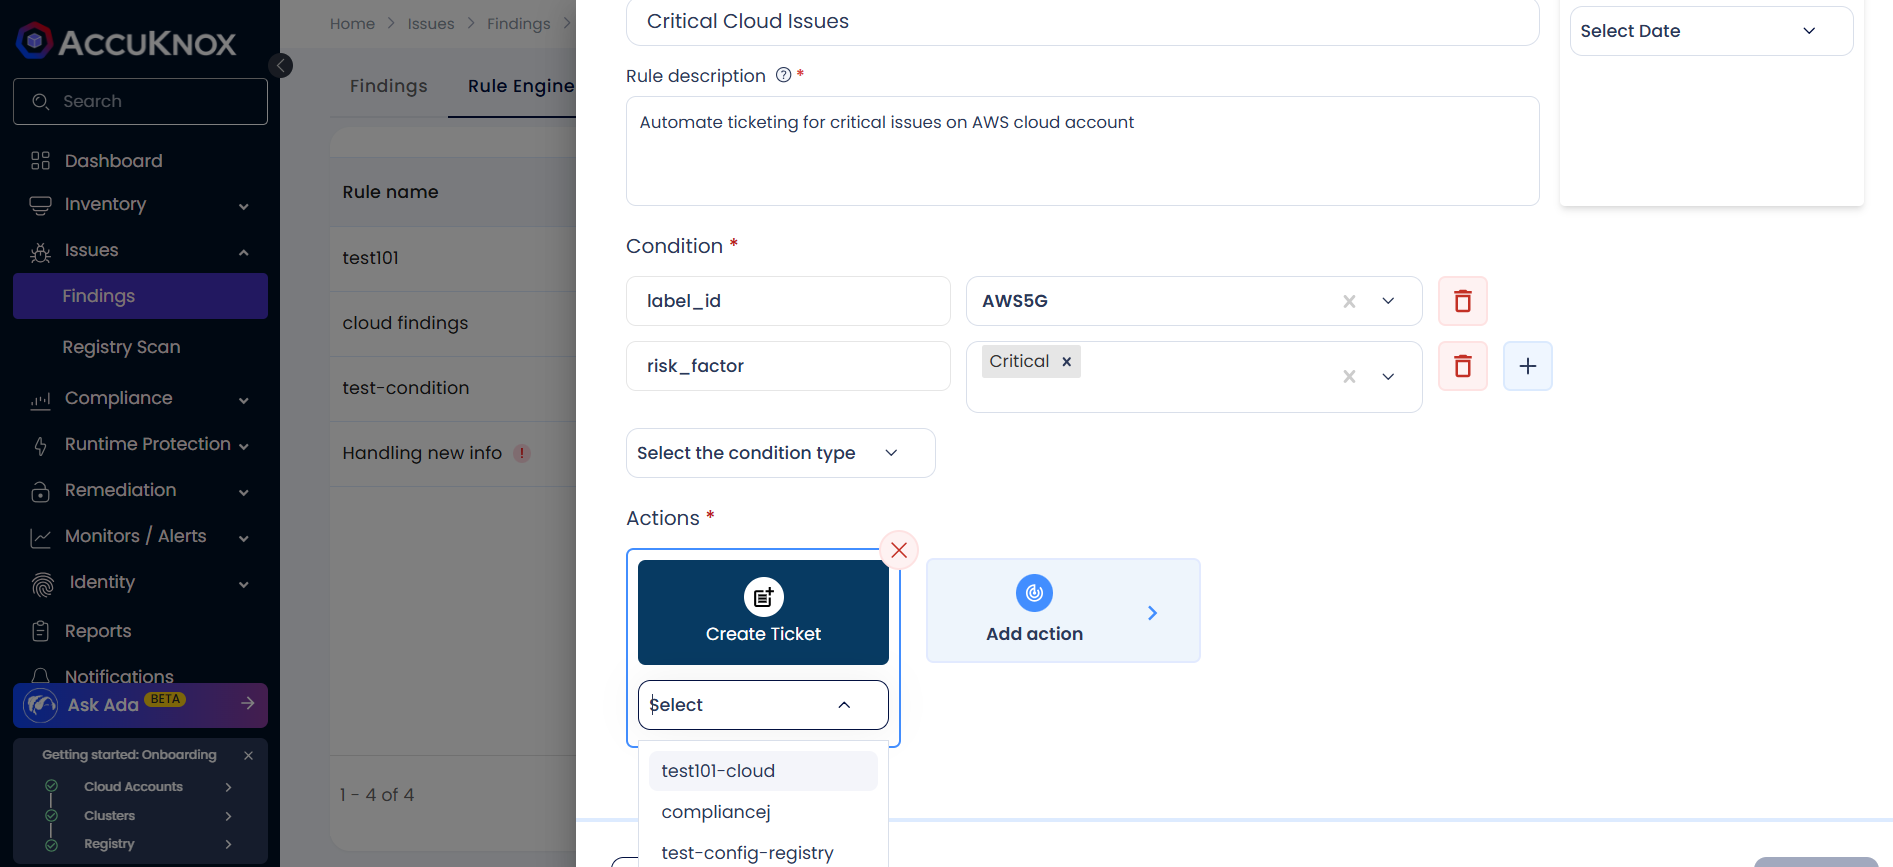 ACCUKNOX
Search
Dashboard
Inventory
Issues
Findings
Registry Scan
Compliance
Runtime Protection
Remediation
Monitors / Alerts
Identity
Reports
Notifications
Ask Ada BETA
Getting started: Onboarding
Cloud Accounts
Clusters
Registry
Home > Issues > Findings >
Findings Rule Engine
Rule name
test101
cloud findings
test-condition
Handling new info !
1 - 4 of 4
Critical Cloud Issues
Rule description ? *
Automate ticketing for critical issues on AWS cloud account
Condition *
label_id AWS5G
risk_factor Critical
Select the condition type
Actions *
Create Ticket
Add action
Select
test101-cloud
compliancej
test-config-registry
Select Date